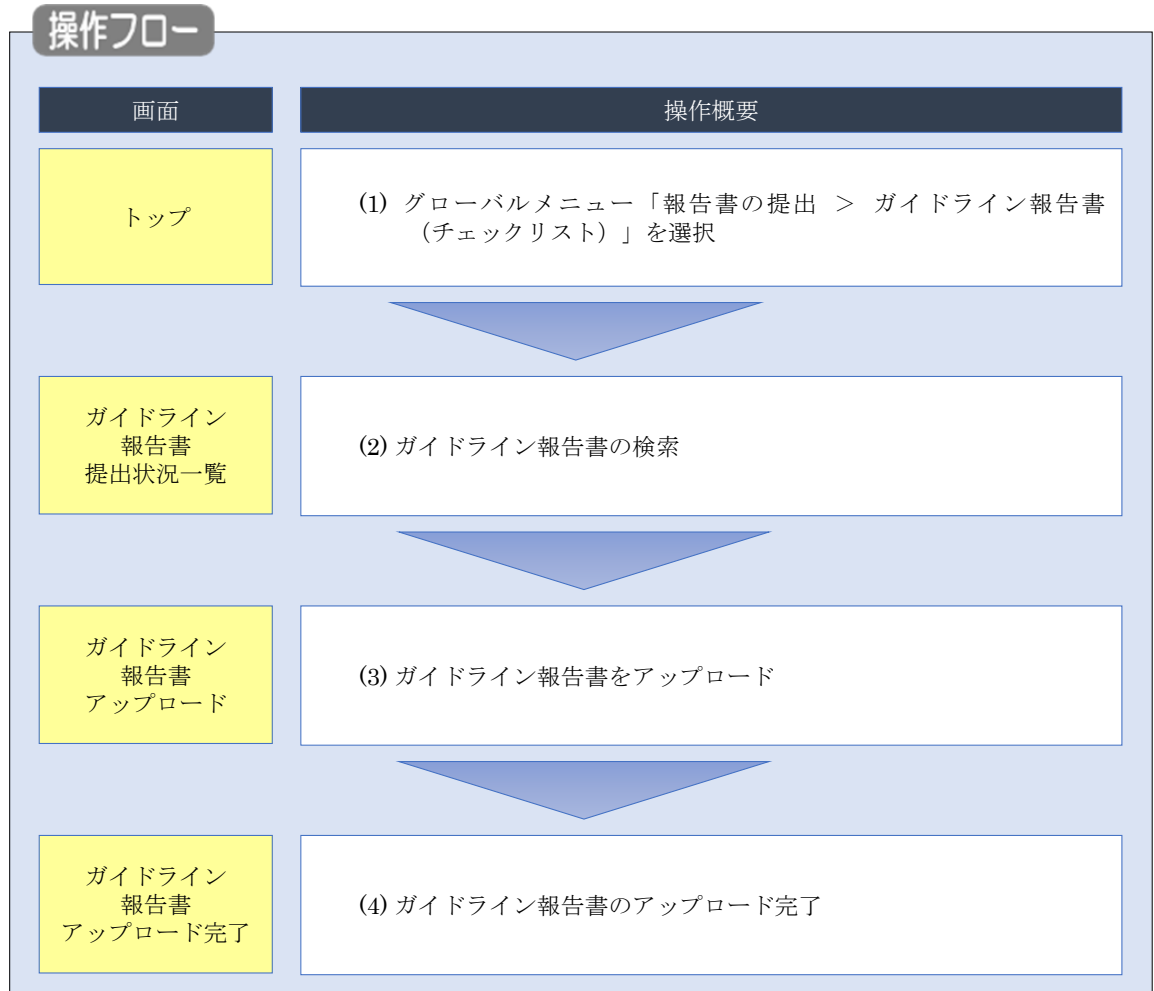 操作フロー
画面
操作概要
トップ
(1) グローバルメニュー「報告書の提出 ＞ ガイドライン報告書
（チェックリスト）」を選択
ガイドライン
報告書
提出状況一覧
(2) ガイドライン報告書の検索
ガイドライン
報告書
アップロード
(3) ガイドライン報告書をアップロード
ガイドライン
報告書
アップロード完了
(4) ガイドライン報告書のアップロード完了